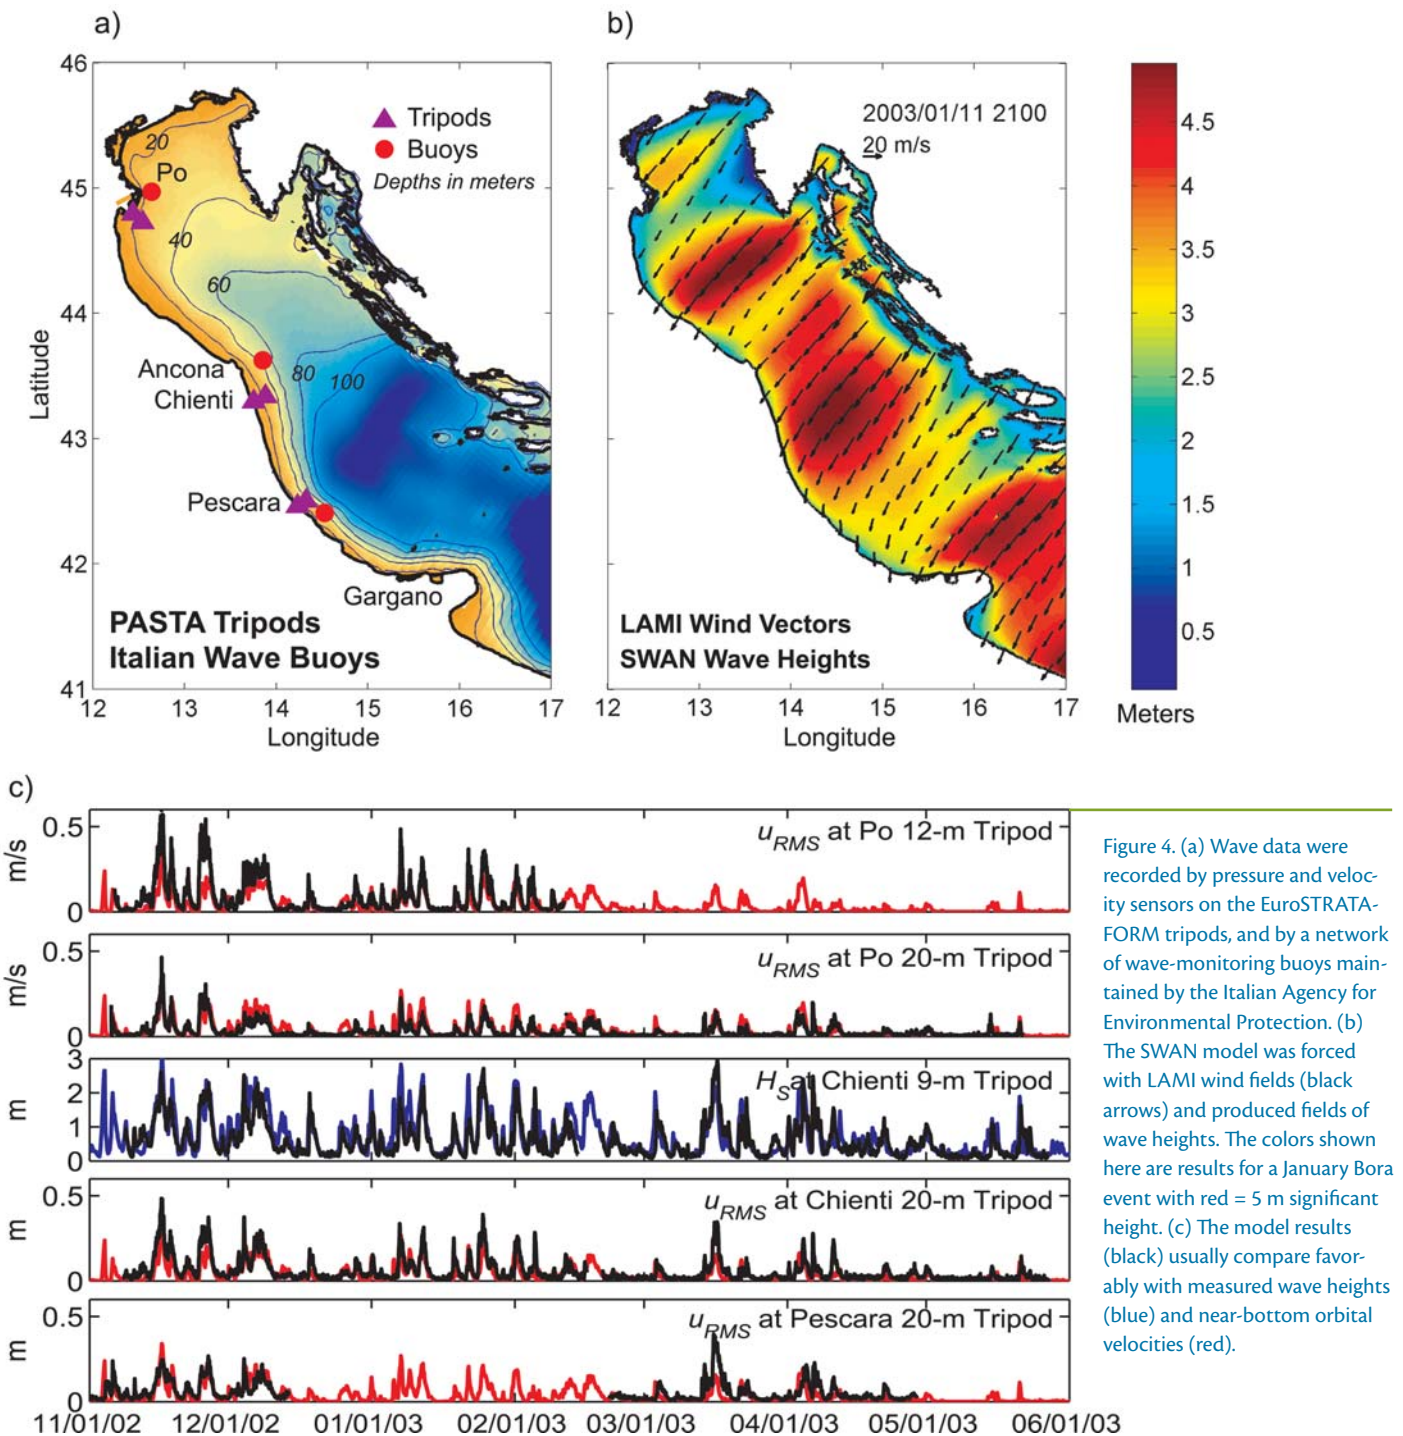 a)
46
45
44
43
42
41
Latitude
12
13
14
15
16
17
Longitude
Tripods
Buoys
Depths in meters
20
Po
40
60
80
100
Ancona
Chienti
Pescara
Gargano
PASTA Tripods
Italian Wave Buoys
b)
2003/01/11 2100
20 m/s
LAMI Wind Vectors
SWAN Wave Heights
12
13
14
15
16
17
Longitude
4.5
4
3.5
3
2.5
2
1.5
1
0.5
Meters
c)
m/s
0.5
0
uRMS at Po 12-m Tripod
m/s
0.5
0
uRMS at Po 20-m Tripod
m
3
2
1
0
HS at Chienti 9-m Tripod
m
0.5
0
uRMS at Chienti 20-m Tripod
m
0.5
0
uRMS at Pescara 20-m Tripod
11/01/02
12/01/02
01/01/03
02/01/03
03/01/03
04/01/03
05/01/03
06/01/03
Figure 4. (a) Wave data were
recorded by pressure and veloc-
ity sensors on the EuroSTRATA-
FORM tripods, and by a network
of wave-monitoring buoys main-
tained by the Italian Agency for
Environmental Protection. (b)
The SWAN model was forced
with LAMI wind fields (black
arrows) and produced fields of
wave heights. The colors shown
here are results for a January Bora
event with red = 5 m significant
height. (c) The model results
(black) usually compare favor-
ably with measured wave heights
(blue) and near-bottom orbital
velocities (red).